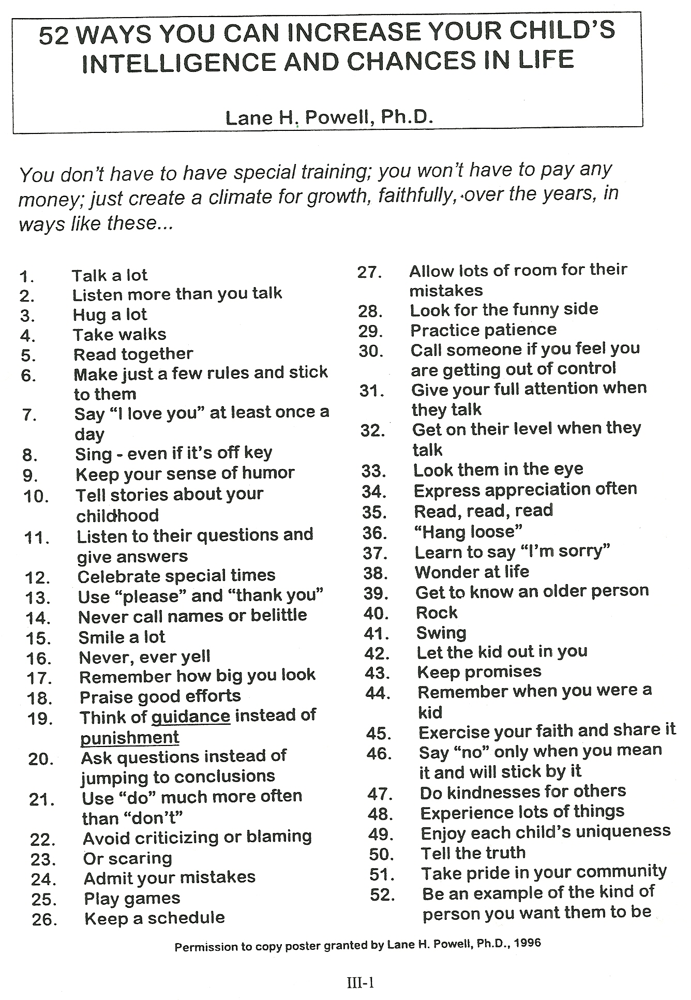 52 WAYS YOU CAN INCREASE YOUR CHILD'S
INTELLIGENCE AND CHANCES IN LIFE
Lane H. Powell, Ph.D.
You don't have to have special training; you won't have to pay any
money; just create a climate for growth, faithfully, over the years, in
ways like these...
1. Talk a lot
2. Listen more than you talk
3. Hug a lot
4. Take walks
5. Read together
6. Make just a few rules and stick
to them
7. Say “I love you” at least once a
day
8. Sing - even if it's off key
9. Keep your sense of humor
10. Tell stories about your
childhood
11. Listen to their questions and
give answers
12. Celebrate special times
13. Use “please” and “thank you”
14. Never call names or belittle
15. Smile a lot
16. Never, ever yell
17. Remember how big you look
18. Praise good efforts
19. Think of guidance instead of
punishment
20. Ask questions instead of
jumping to conclusions
21. Use “do” much more often
than “don't”
22. Avoid criticizing or blaming
23. Or scaring
24. Admit your mistakes
25. Play games
26. Keep a schedule
27. Allow lots of room for their
mistakes
28. Look for the funny side
29. Practice patience
30. Call someone if you feel you
are getting out of control
31. Give your full attention when
they talk
32. Get on their level when they
talk
33. Look them in the eye
34. Express appreciation often
35. Read, read, read
36. “Hang loose”
37. Learn to say “I'm sorry”
38. Wonder at life
39. Get to know an older person
40. Rock
41. Swing
42. Let the kid out in you
43. Keep promises
44. Remember when you were a
kid
45. Exercise your faith and share it
46. Say “no” only when you mean
it and will stick by it
47. Do kindnesses for others
48. Experience lots of things
49. Enjoy each child's uniqueness
50. Tell the truth
51. Take pride in your community
52. Be an example of the kind of
person you want them to be
Permission to copy poster granted by Lane H. Powell, Ph.D., 1996
III-1